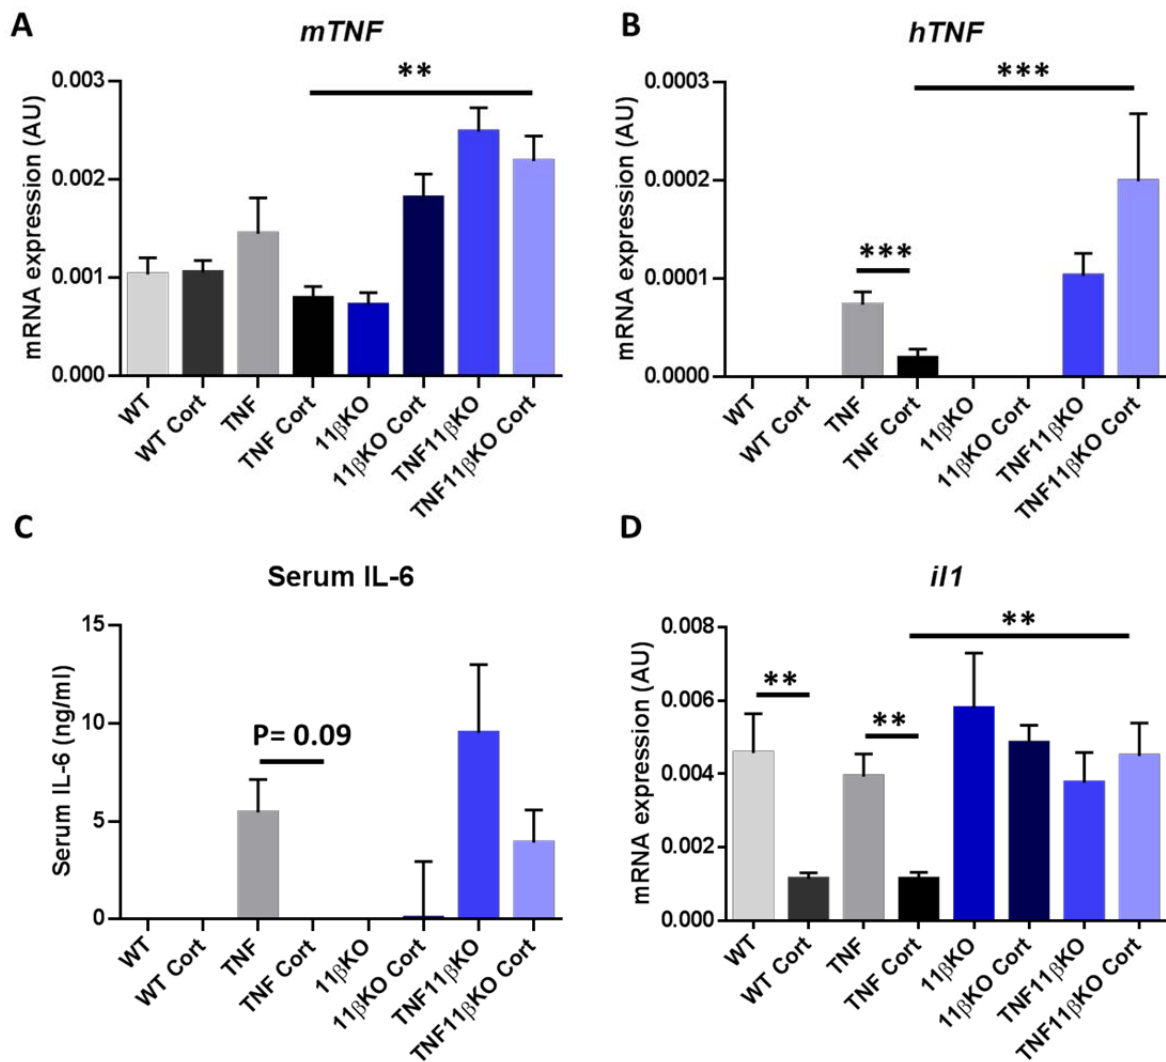 A
mTNF
mRNA expression (AU)
0.003
0.002
0.001
0.000
**
WT
WT Cort
TNF
TNF Cort
11βKO
11βKO Cort
TNF11βKO
TNF11βKO Cort
B
hTNF
mRNA expression (AU)
0.0003
0.0002
0.0001
0.0000
***
***
WT
WT Cort
TNF
TNF Cort
11βKO
11βKO Cort
TNF11βKO
TNF11βKO Cort
C
Serum IL-6
Serum IL-6 (ng/ml)
15
10
5
0
P= 0.09
WT
WT Cort
TNF
TNF Cort
11βKO
11βKO Cort
TNF11βKO
TNF11βKO Cort
D
il1
mRNA expression (AU)
0.008
0.006
0.004
0.002
0.000
**
**
**
WT
WT Cort
TNF
TNF Cort
11βKO
11βKO Cort
TNF11βKO
TNF11βKO Cort